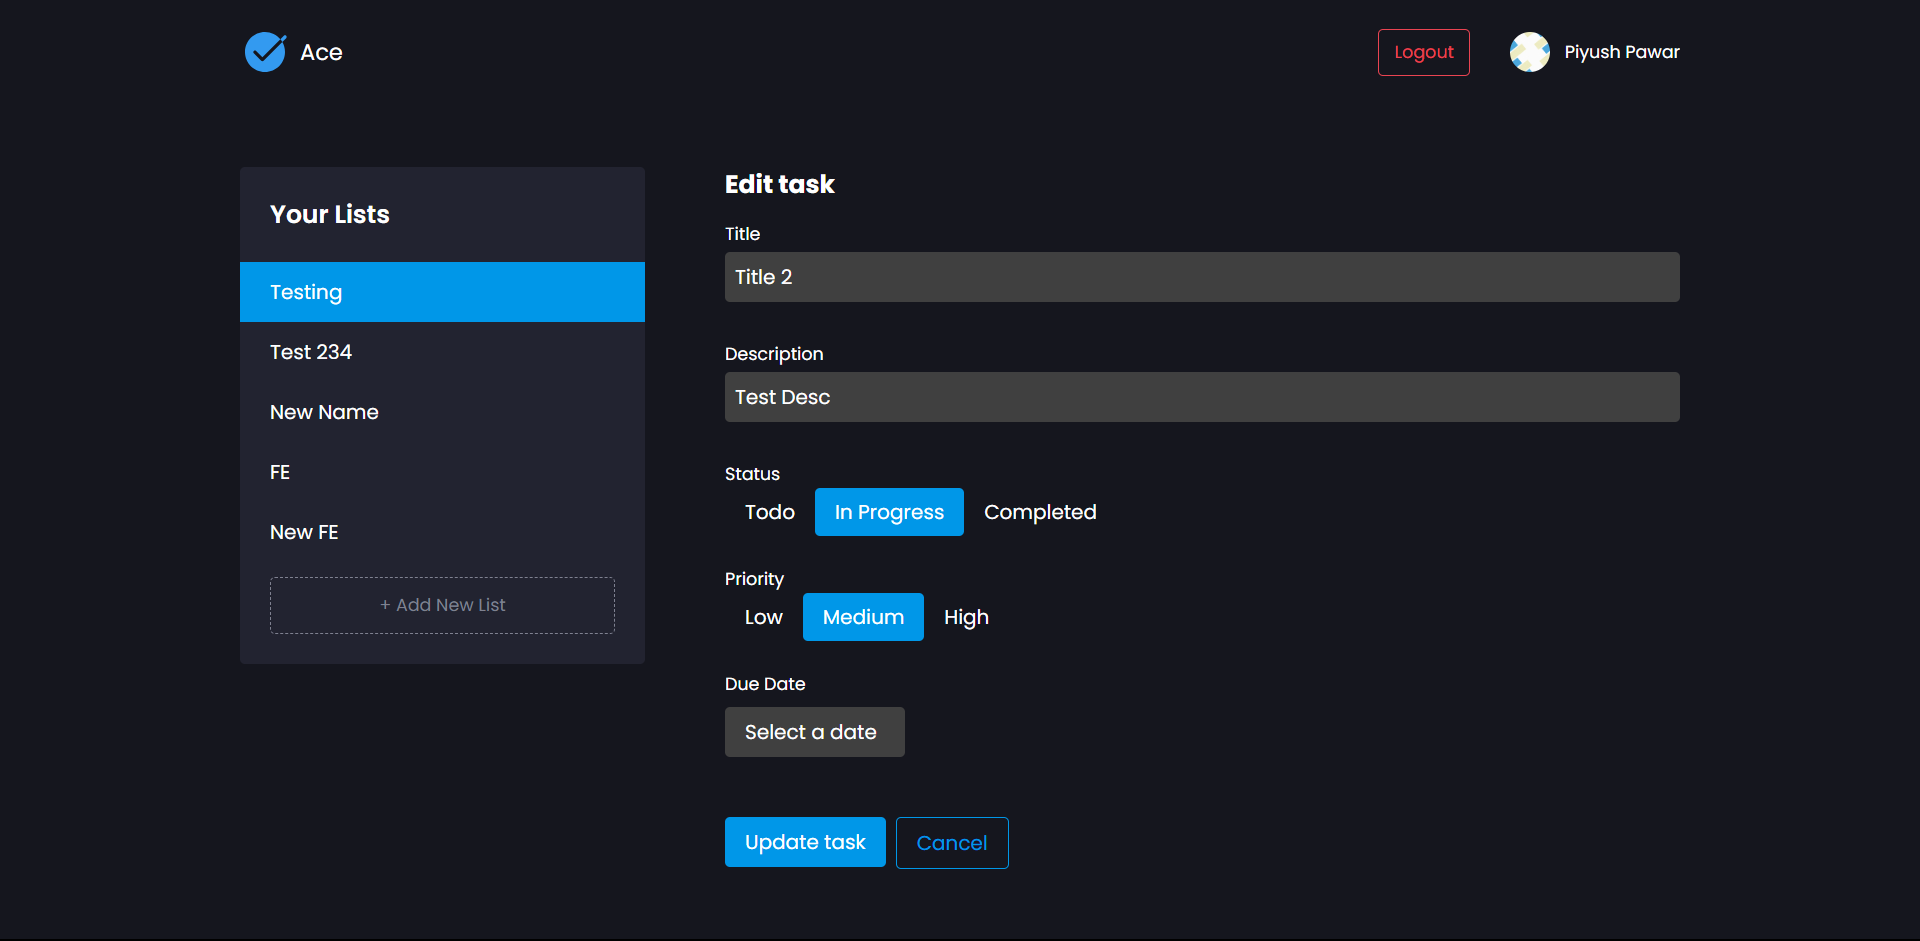 Ace
Logout
Piyush Pawar
Your Lists
Testing
Test 234
New Name
FE
New FE
+ Add New List
Edit task
Title
Title 2
Description
Test Desc
Status
Todo In Progress Completed
Priority
Low Medium High
Due Date
Select a date
Update task Cancel